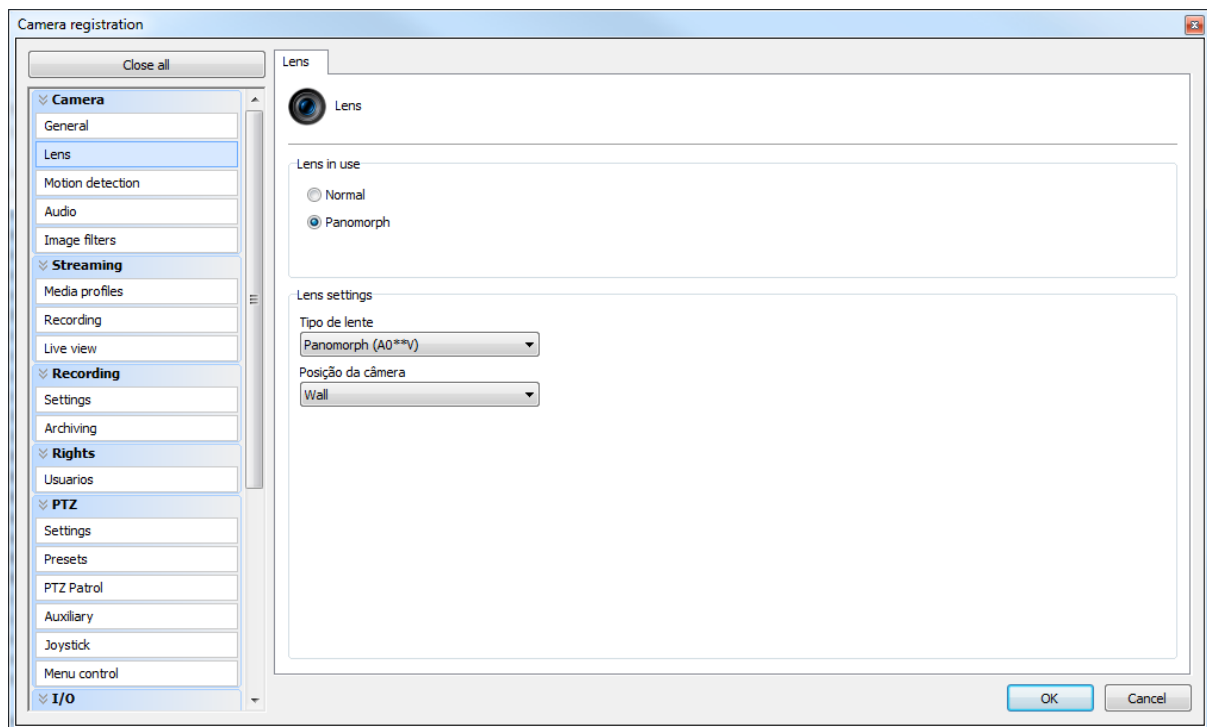 Camera registration
Close all
Camera
General
Lens
Motion detection
Audio
Image filters
Streaming
Media profiles
Recording
Live view
Recording
Settings
Archiving
Rights
Usuarios
PTZ
Settings
Presets
PTZ Patrol
Auxiliary
Joystick
Menu control
I/O
Lens
Lens
Lens in use
Normal
Panomorph
Lens settings
Tipo de lente
Panomorph (A0**V)
Posição da câmera
Wall
OK
Cancel